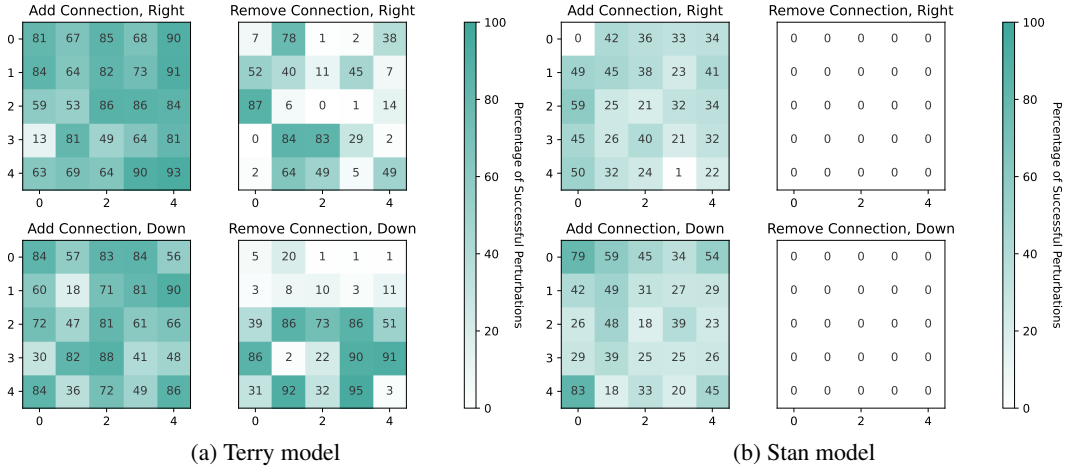 Add Connection, Right
0 81 67 85 68 90
1 84 64 82 73 91
2 59 53 86 86 84
3 13 81 49 64 81
4 63 69 64 90 93
0 2 4
Remove Connection, Right
7 78 1 2 38
52 40 11 45 7
87 6 0 1 14
0 84 83 29 2
2 64 49 5 49
0 2 4
Add Connection, Down
0 84 57 83 84 56
1 60 18 71 81 90
2 72 47 81 61 66
3 30 82 88 41 48
4 84 36 72 49 86
0 2 4
Remove Connection, Down
5 20 1 1 1
3 8 10 3 11
39 86 73 86 51
86 2 22 90 91
31 92 32 95 3
0 2 4
100
80
60
40
20
0
Percentage of Successful Perturbations
(a) Terry model
Add Connection, Right
0 0 42 36 33 34
1 49 45 38 23 41
2 59 25 21 32 34
3 45 26 40 21 32
4 50 32 24 1 22
0 2 4
Remove Connection, Right
0 0 0 0 0
0 0 0 0 0
0 0 0 0 0
0 0 0 0 0
0 0 0 0 0
0 2 4
Add Connection, Down
0 79 59 45 34 54
1 42 49 31 27 29
2 26 48 18 39 23
3 29 39 25 25 26
4 83 18 33 20 45
0 2 4
Remove Connection, Down
0 0 0 0 0
0 0 0 0 0
0 0 0 0 0
0 0 0 0 0
0 0 0 0 0
0 2 4
100
80
60
40
20
0
Percentage of Successful Perturbations
(b) Stan model